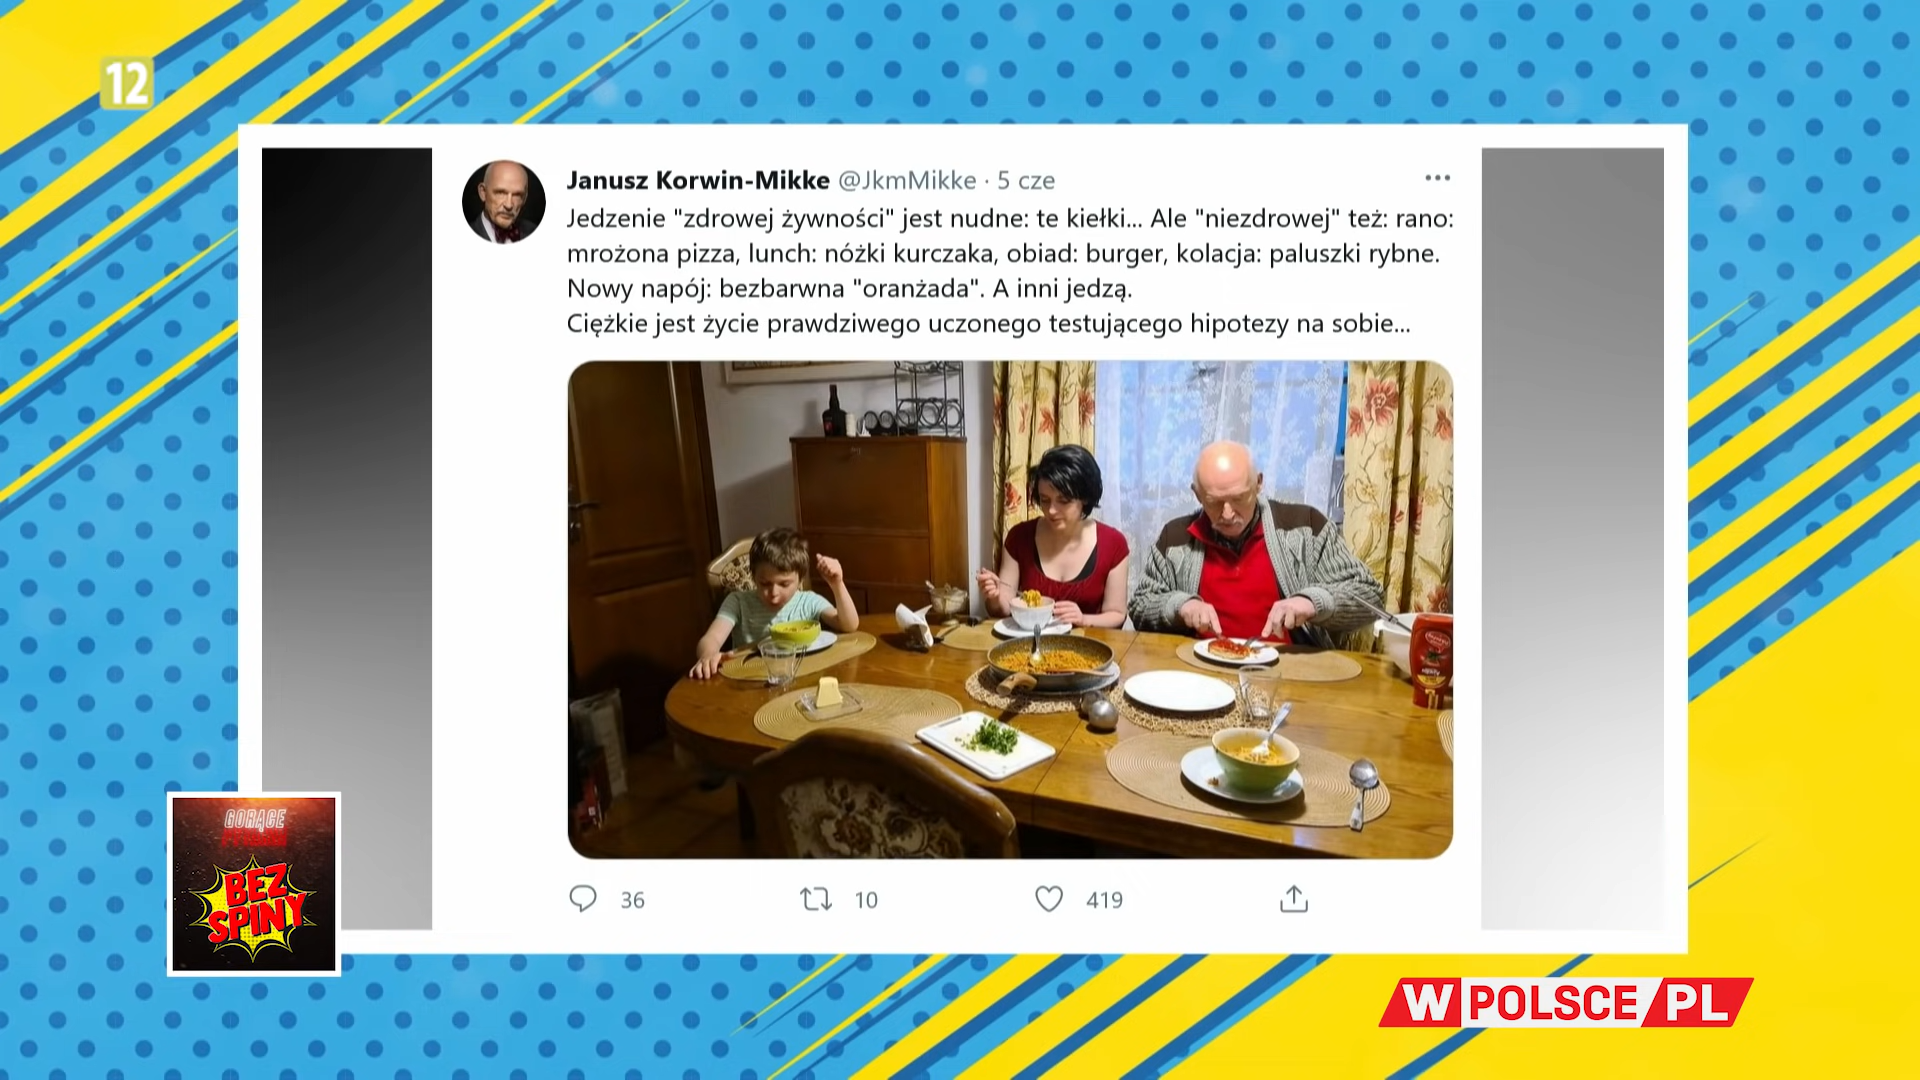 12
Janusz Korwin-Mikke @JkmMikke · 5 cze
Jedzenie "zdrowej żywności" jest nudne: te kiełki... Ale "niezdrowej" też: rano:
mrożona pizza, lunch: nóżki kurczaka, obiad: burger, kolacja: paluszki rybne.
Nowy napój: bezbarwna "oranżada". A inni jedzą.
Ciężkie jest życie prawdziwego uczonego testującego hipotezy na sobie...
36
10
419
GORĄCE
BEZ
SPINY
WPOLSCE/PL